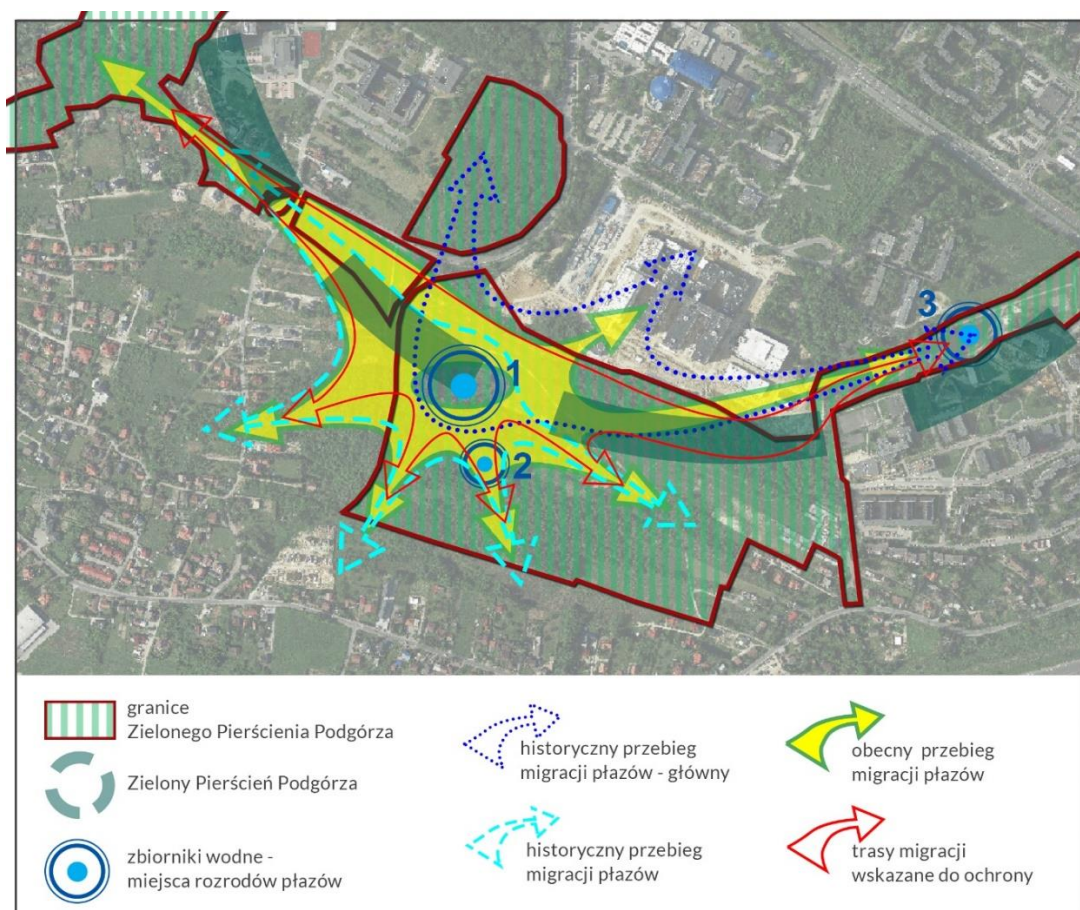 1
2
3
granice
Zielonego Pierścienia Podgórza
Zielony Pierścień Podgórza
zbiorniki wodne -
miejsca rozrodów płazów
historyczny przebieg
migracji płazów - główny
historyczny przebieg
migracji płazów
obecny przebieg
migracji płazów
trasy migracji
wskazane do ochrony